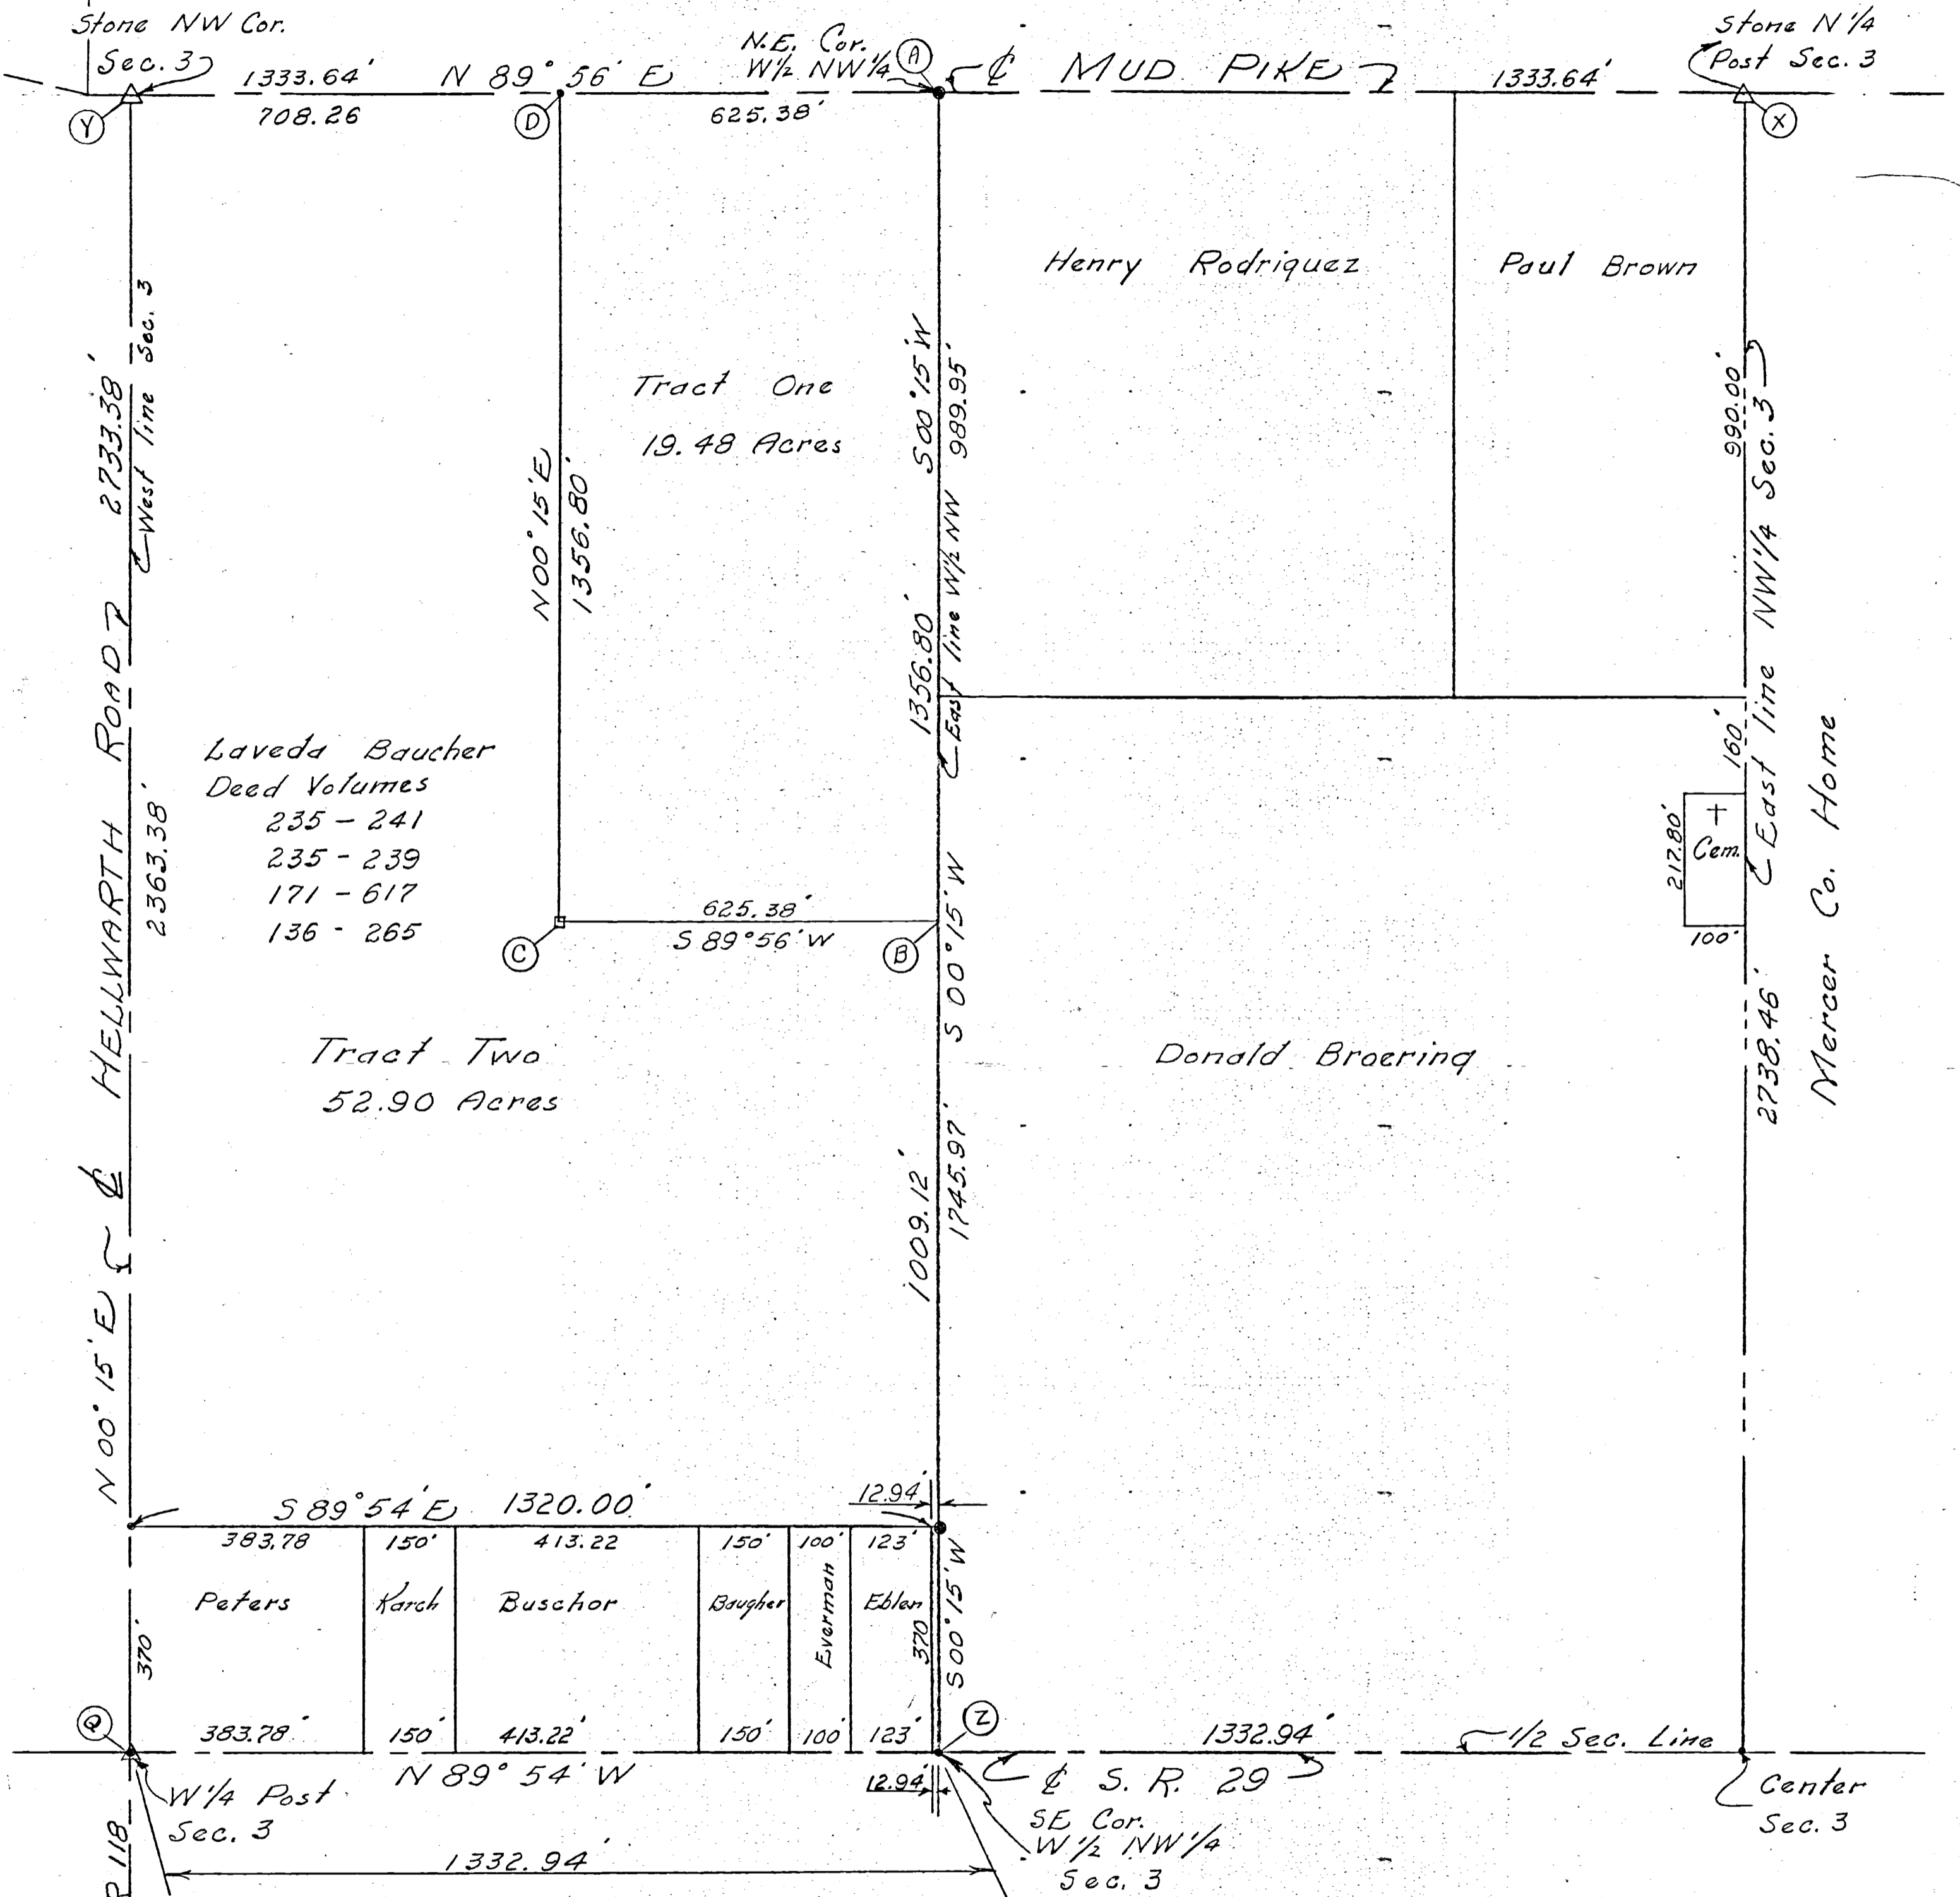 Stone NW Cor.
Sec. 3
1333.64'
N 89° 56' E
N.E. Cor.
W½ NW¼
A
℄ MUD PIKE
1333.64'
Stone N 1/4
Post Sec. 3
Y
708.26
D
625.38'
X
Henry Rodriquez
Paul Brown
West line Sec. 3
2733.38'
Tract One
19.48 Acres
S 00° 15' W
989.95'
990.00'
N 00° 15' E
1356.80'
1356.80'
East line W½ NW
East line NW 1/4 Sec. 3
HELLWARTH ROAD
2363.38'
Laveda Baucher
Deed Volumes
235 - 241
235 - 239
171 - 617
136 - 265
160'
217.80'
Cem.
100'
Mercer Co. Home
625.38'
S 89° 56' W
C
B
S 00° 15' W
2738.46'
Tract Two
52.90 Acres
Donald Broering
1009.12'
1745.97'
℄
N 00° 15' E
S 89° 54' E 1320.00'
12.94'
383.78
150'
413.22
150'
100'
123'
Peters
Karch
Buschor
Baugher
Everman
Eblen
370'
370
S 00° 15' W
Q
Z
383.78'
150'
413.22'
150'
100'
123'
1332.94'
1/2 Sec. Line
N 89° 54' W
12.94'
℄ S. R. 29
W 1/4 Post
Sec. 3
SE Cor.
W 1/2 NW 1/4
Sec. 3
Center
Sec. 3
1332.94'
R 118